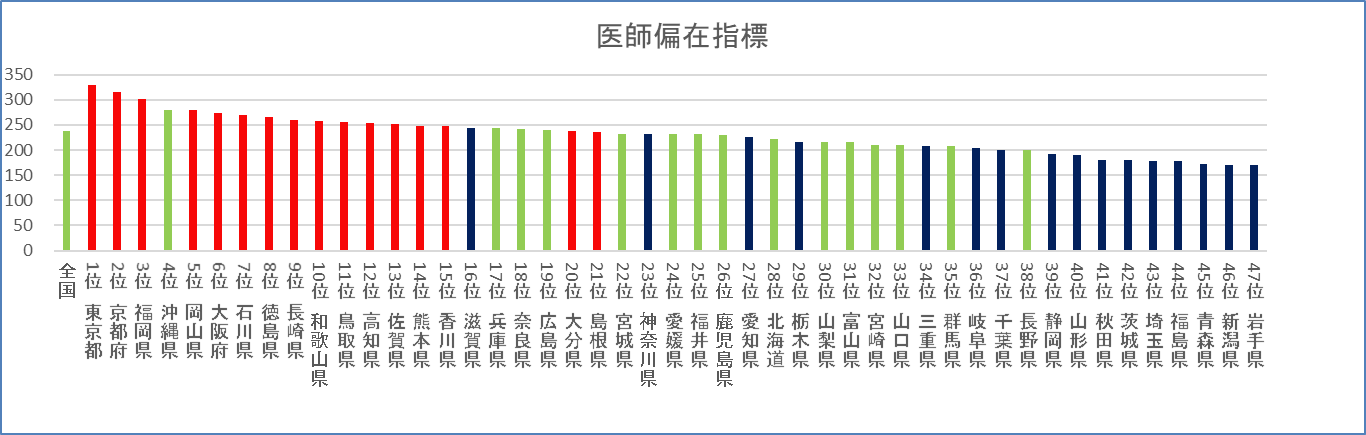 医師偏在指標
350
300
250
200
150
100
50
0
全国
1位 東京都
2位 京都府
3位 福岡県
4位 沖縄県
5位 岡山県
6位 大阪府
7位 石川県
8位 徳島県
9位 長崎県
10位 和歌山県
11位 鳥取県
12位 高知県
13位 佐賀県
14位 熊本県
15位 香川県
16位 滋賀県
17位 兵庫県
18位 奈良県
19位 広島県
20位 大分県
21位 島根県
22位 宮城県
23位 神奈川県
24位 愛媛県
25位 福井県
26位 鹿児島県
27位 愛知県
28位 北海道
29位 栃木県
30位 山梨県
31位 富山県
32位 宮崎県
33位 山口県
34位 三重県
35位 群馬県
36位 岐阜県
37位 千葉県
38位 長野県
39位 静岡県
40位 山形県
41位 秋田県
42位 茨城県
43位 埼玉県
44位 福島県
45位 青森県
46位 新潟県
47位 岩手県